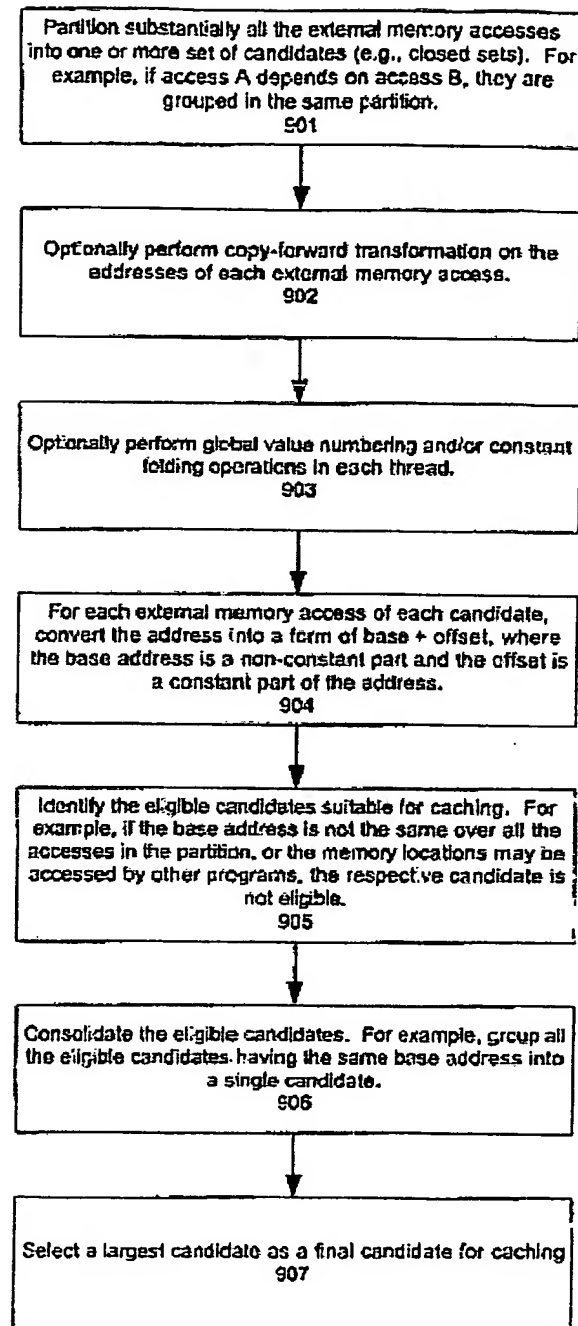 Partition substantially all the external memory accesses
into one or more set of candidates (e.g., closed sets). For
example, if access A depends on access B, they are
grouped in the same partition.
901
Optionally perform copy-forward transformation on the
addresses of each external memory access.
902
Optionally perform global value numbering and/or constant
folding operations in each thread.
903
For each external memory access of each candidate,
convert the address into a form of base + offset, where
the base address is a non-constant part and the offset is
a constant part of the address.
904
Identify the eligible candidates suitable for caching. For
example, if the base address is not the same over all the
accesses in the partition, or the memory locations may be
accessed by other programs, the respective candidate is
not eligible.
905
Consolidate the eligible candidates. For example, group all
the eligible candidates having the same base address into
a single candidate.
906
Select a largest candidate as a final candidate for caching
907